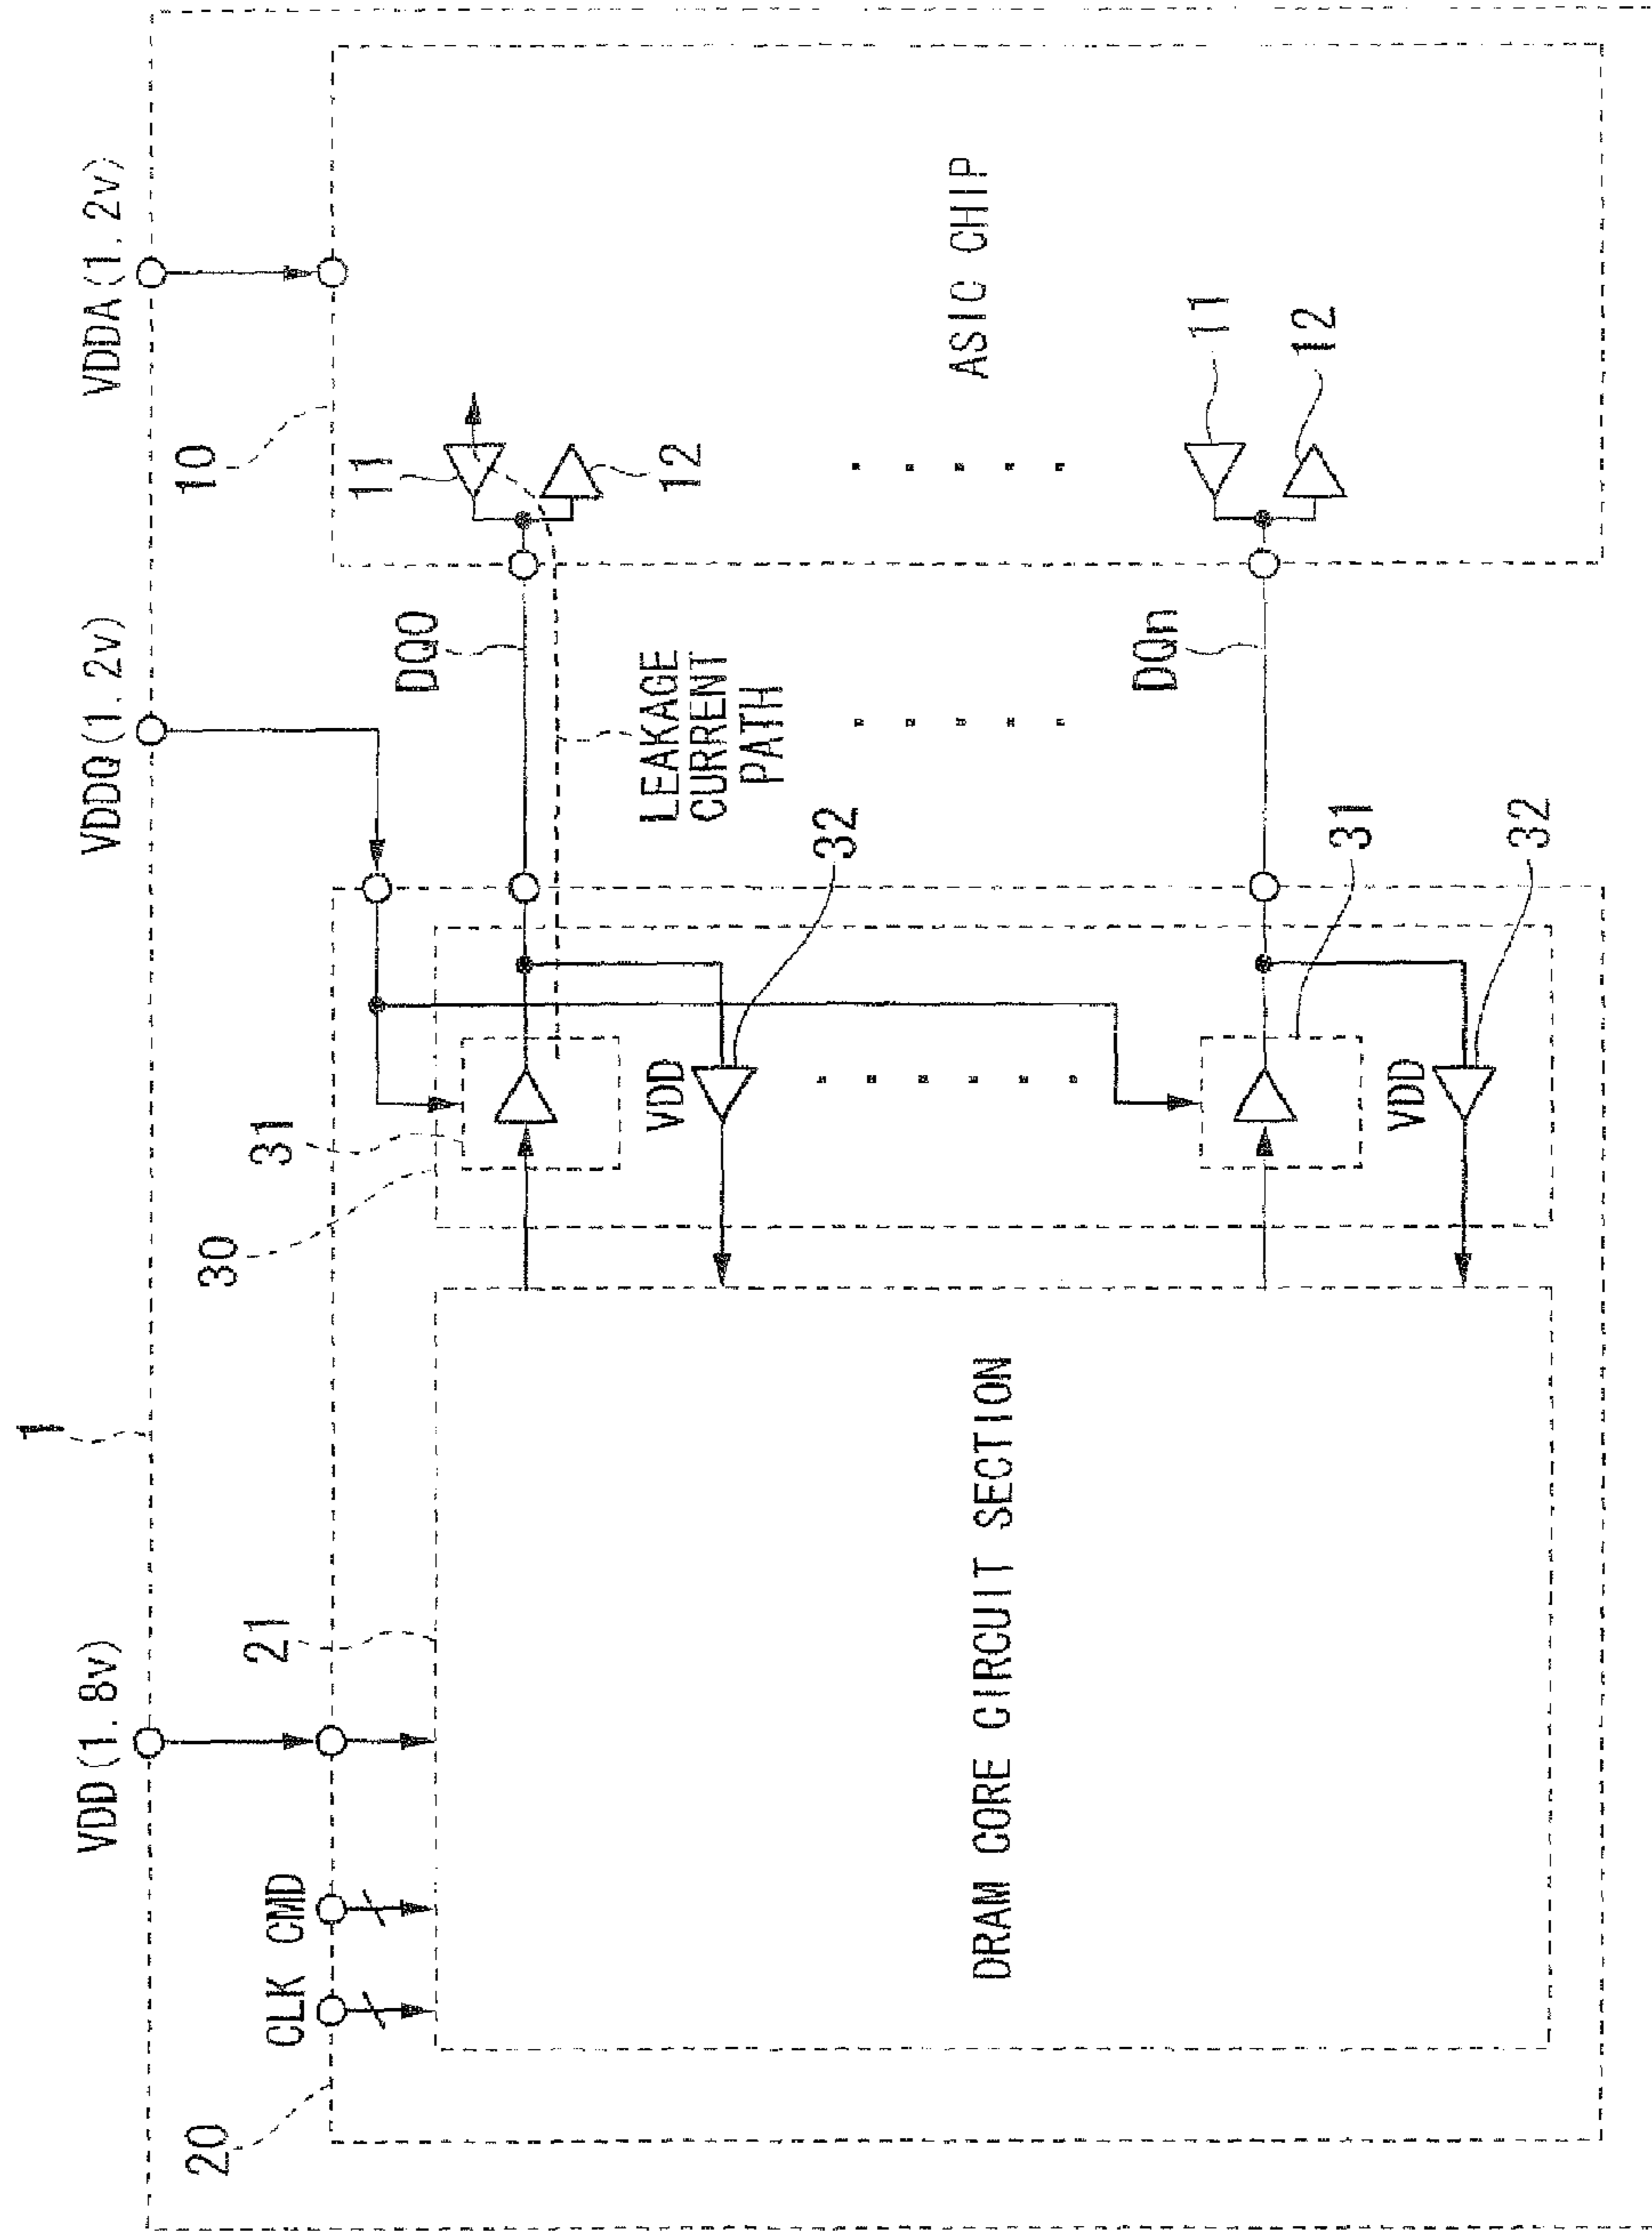 1
VDD(1.8v)
VDDQ(1.2v)
VDDA(1.2v)
20
CLK
CMD
21
30
31
10
DQ0
11
12
VDD
32
LEAKAGE
CURRENT
PATH
DRAM CORE CIRCUIT SECTION
ASIC CHIP
31
DQn
11
12
VDD
32